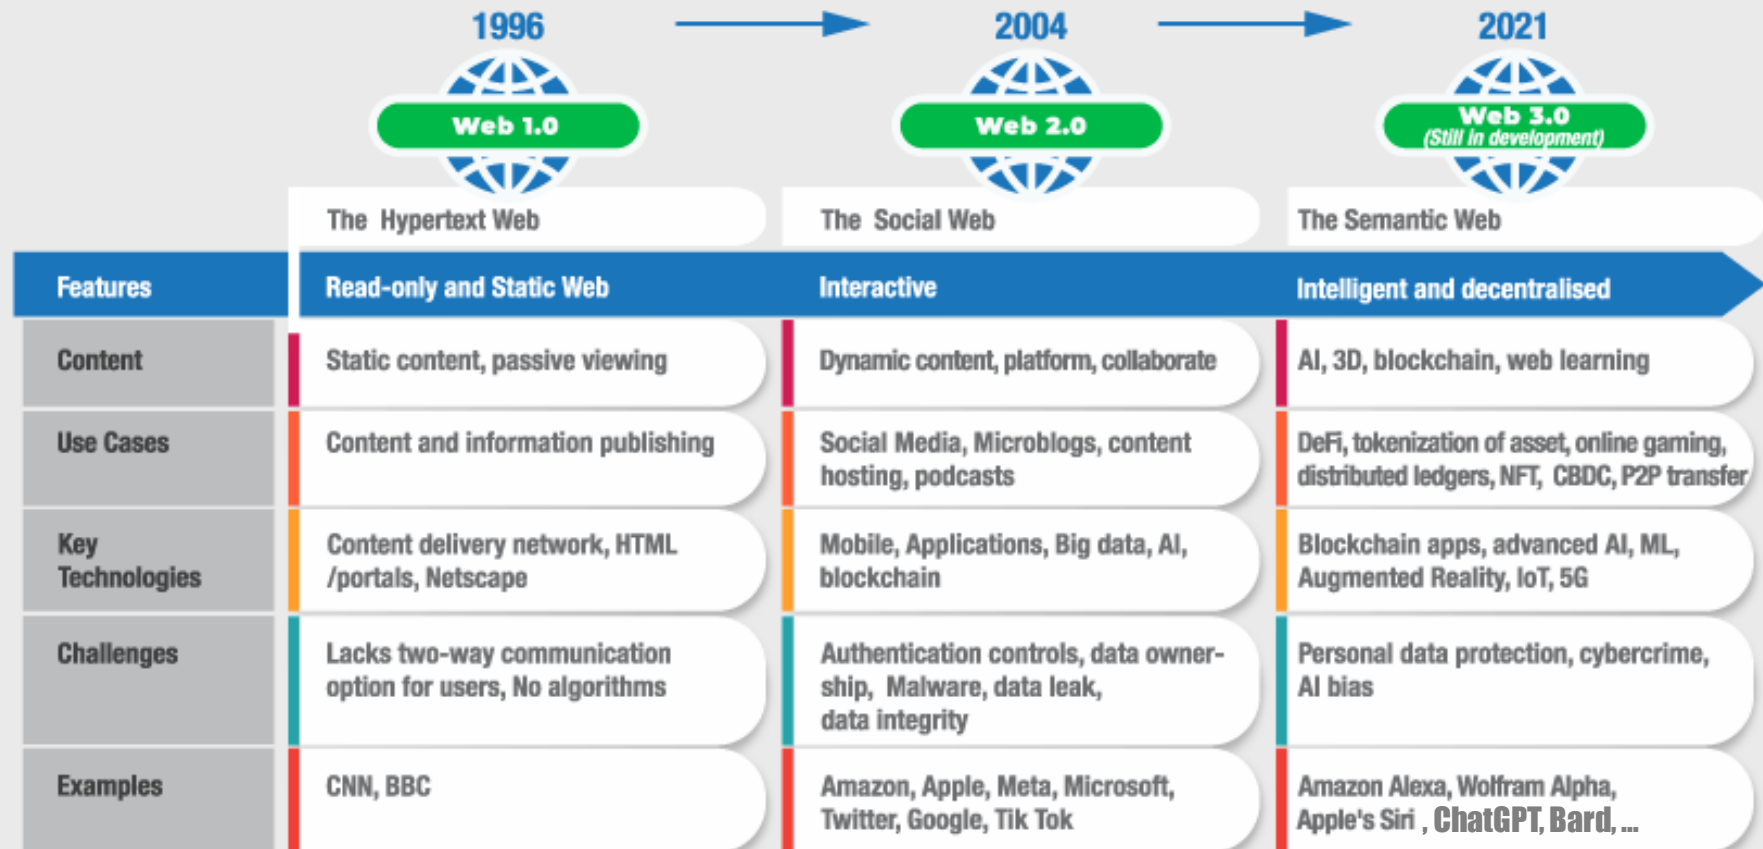 1996
2004
2021
Web 1.0
Web 2.0
Web 3.0
(Still in development)
The Hypertext Web
The Social Web
The Semantic Web
Features
Read-only and Static Web
Interactive
Intelligent and decentralised
Content
Static content, passive viewing
Dynamic content, platform, collaborate
AI, 3D, blockchain, web learning
Use Cases
Content and information publishing
Social Media, Microblogs, content
hosting, podcasts
DeFi, tokenization of asset, online gaming,
distributed ledgers, NFT, CBDC, P2P transfer
Key
Technologies
Content delivery network, HTML
/portals, Netscape
Mobile, Applications, Big data, AI,
blockchain
Blockchain apps, advanced AI, ML,
Augmented Reality, IoT, 5G
Challenges
Lacks two-way communication
option for users, No algorithms
Authentication controls, data owner-
ship, Malware, data leak,
data integrity
Personal data protection, cybercrime,
AI bias
Examples
CNN, BBC
Amazon, Apple, Meta, Microsoft,
Twitter, Google, Tik Tok
Amazon Alexa, Wolfram Alpha,
Apple's Siri , ChatGPT, Bard, ...